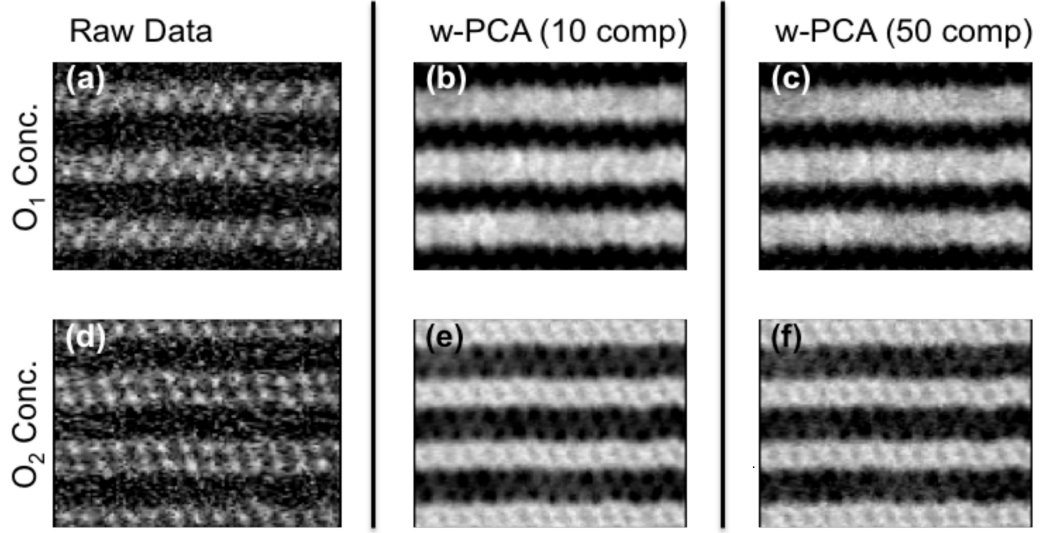 Raw Data
w-PCA (10 comp)
w-PCA (50 comp)
O₁ Conc.
(a)
(b)
(c)
O₂ Conc.
(d)
(e)
(f)